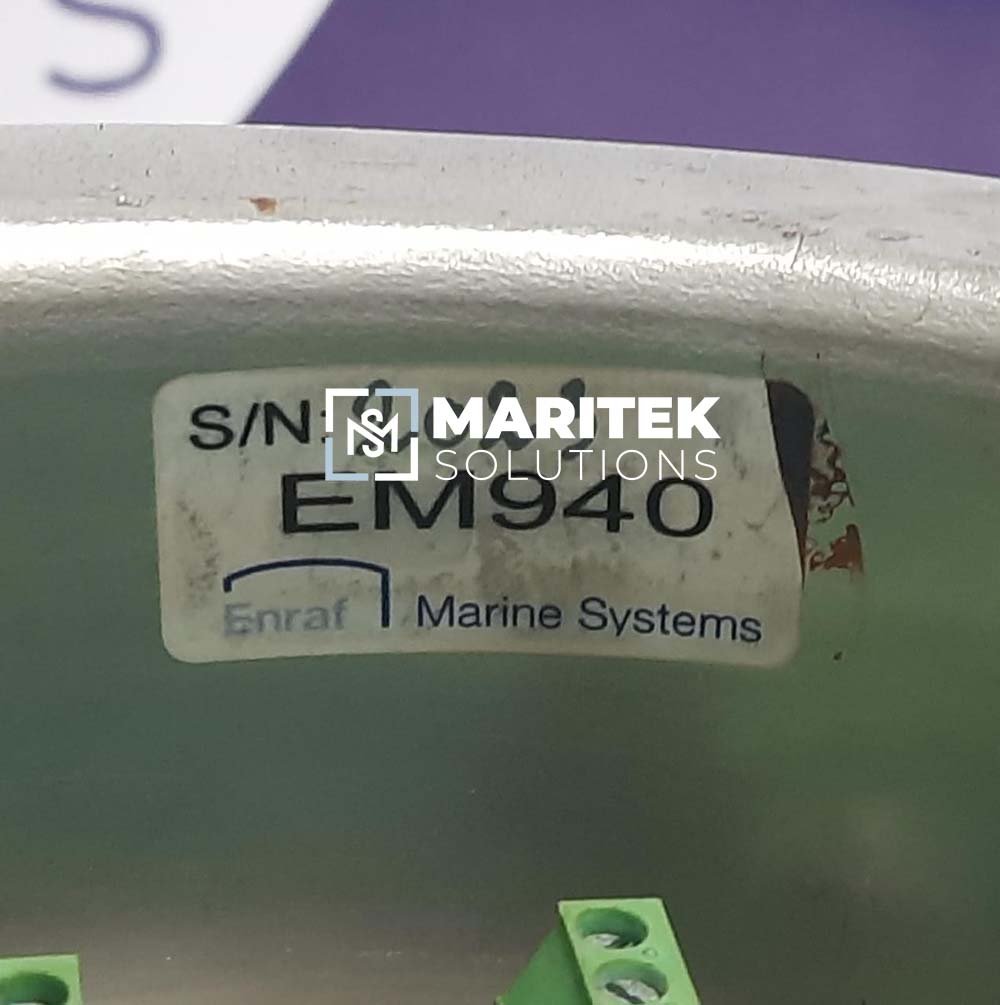 S
S/N:
MARITEK
SOLUTIONS
EM940
Enraf Marine Systems